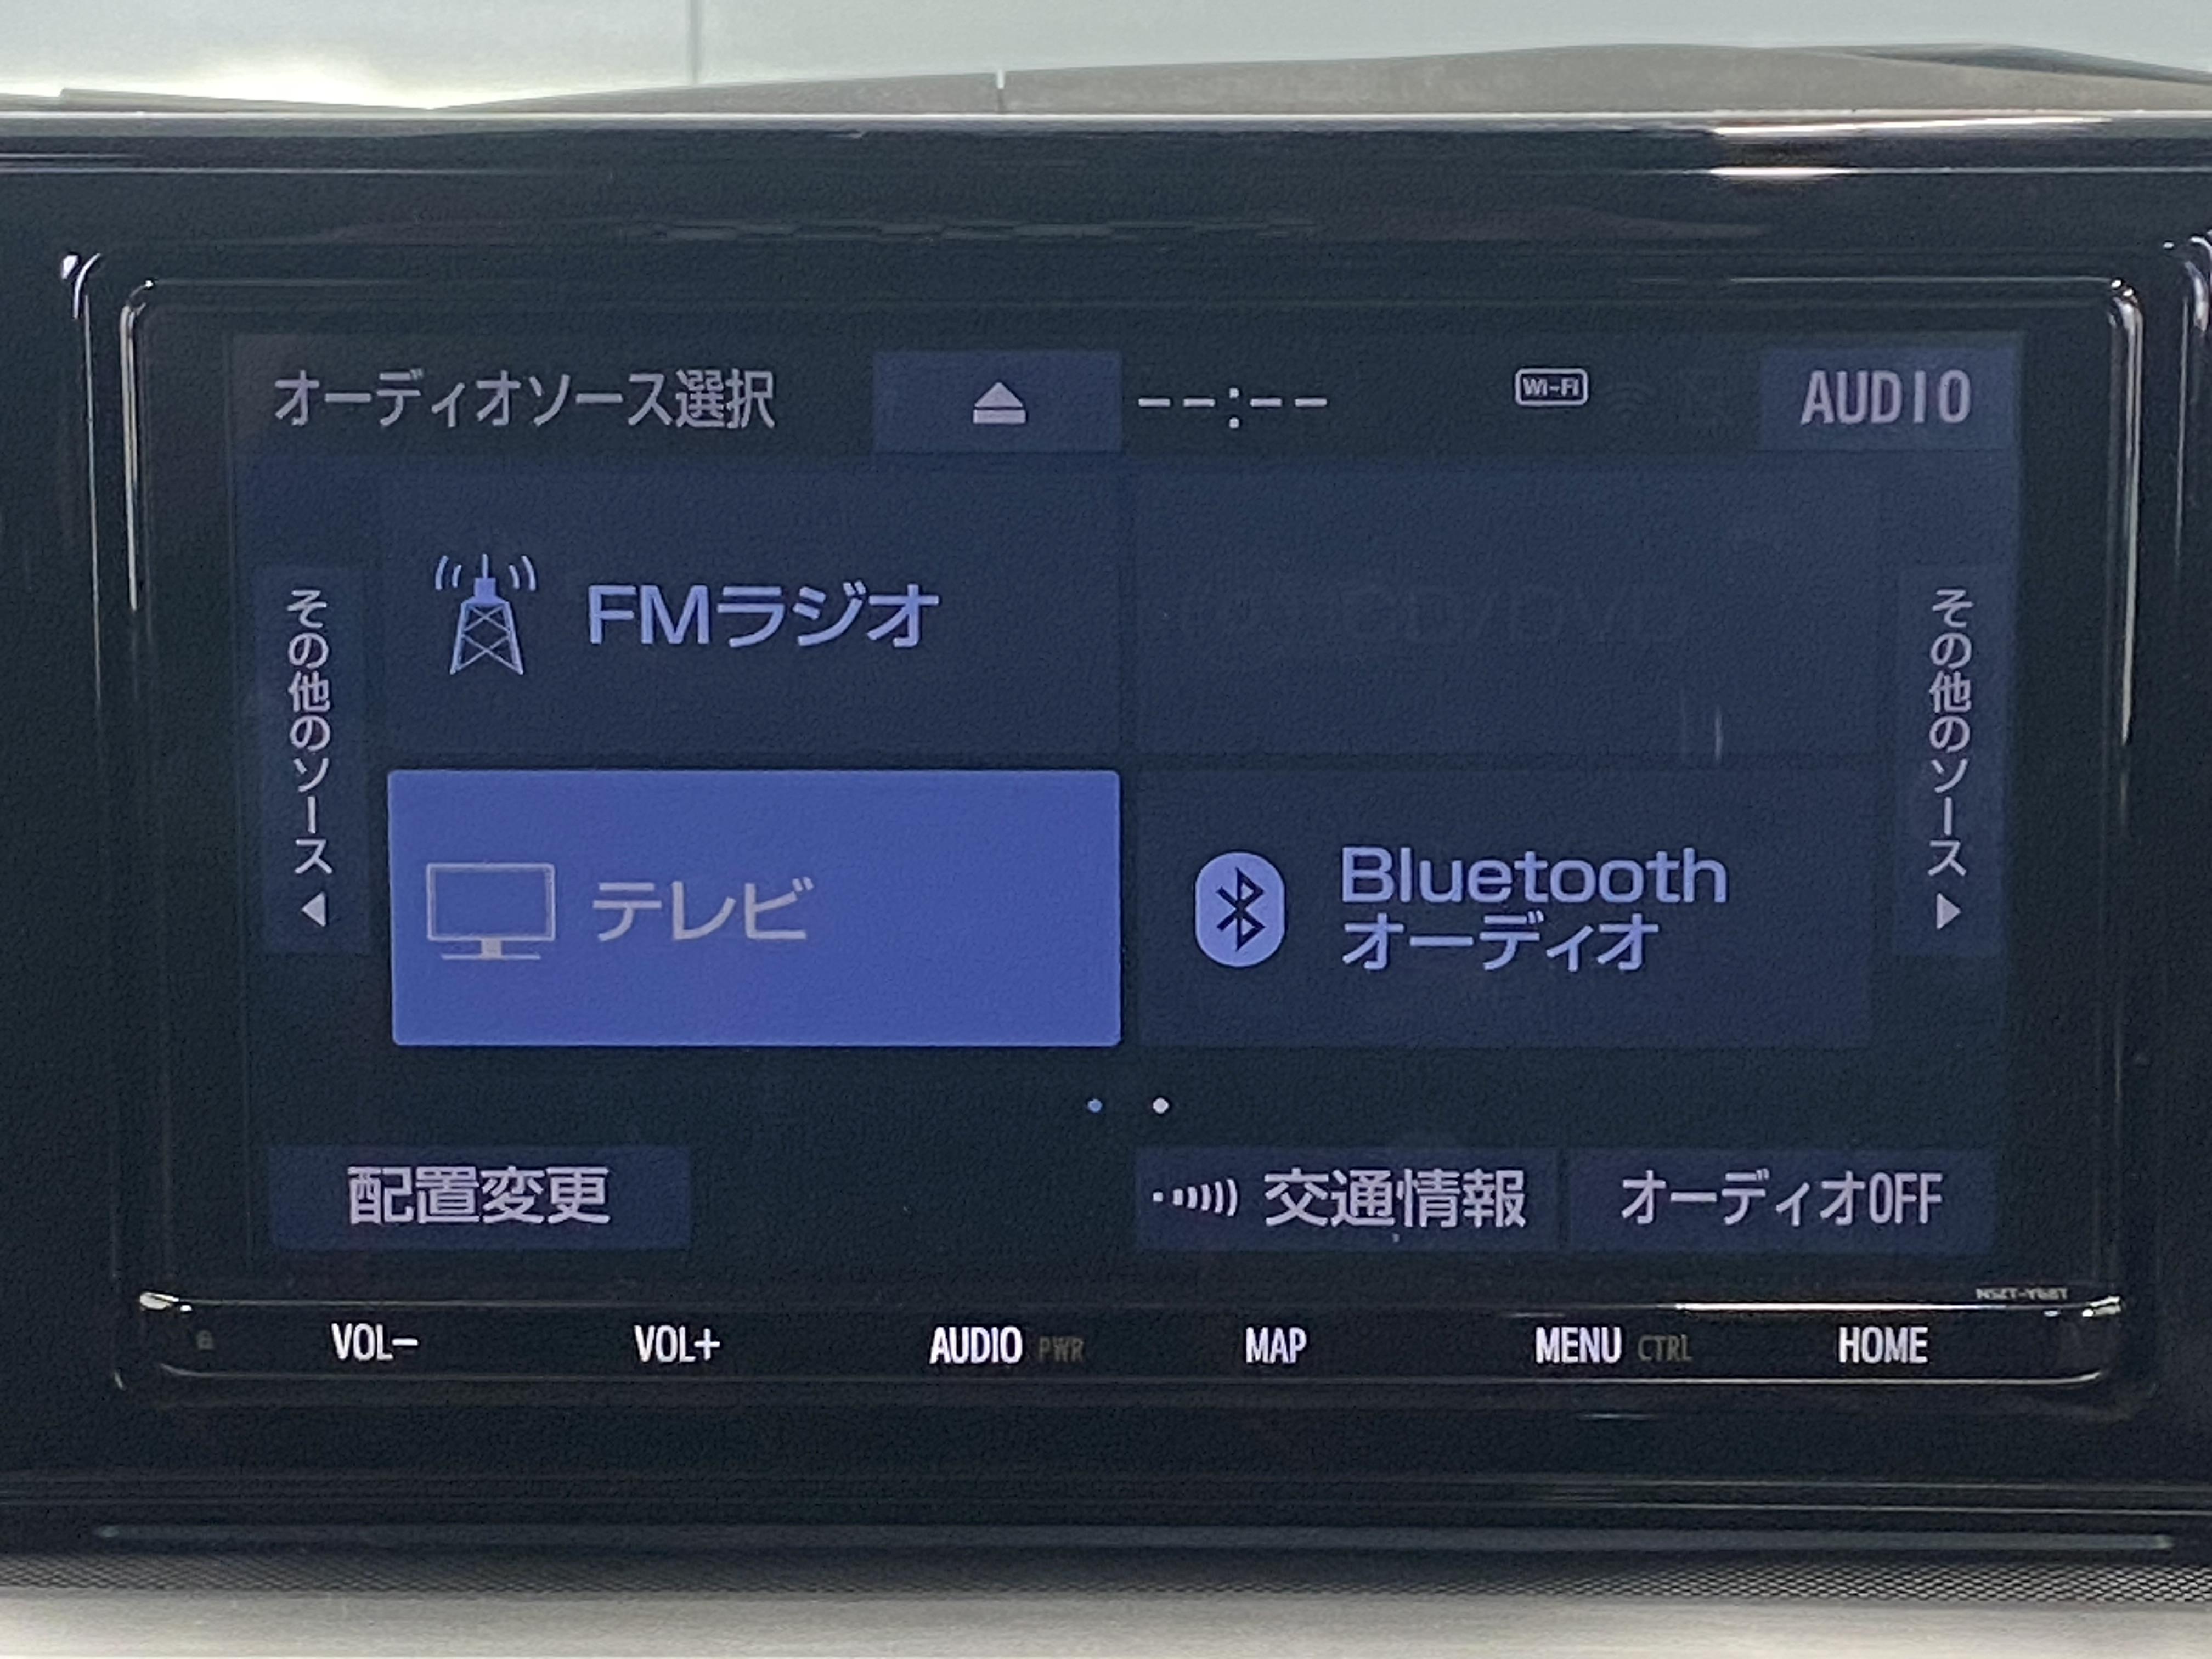 オーディオソース選択
--:--
Wi-Fi
AUDIO
その他のソース◀
FMラジオ
テレビ
Bluetooth
オーディオ
その他のソース▶
配置変更
交通情報
オーディオOFF
VOL-
VOL+
AUDIO PWR
MAP
MENU CTRL
HOME